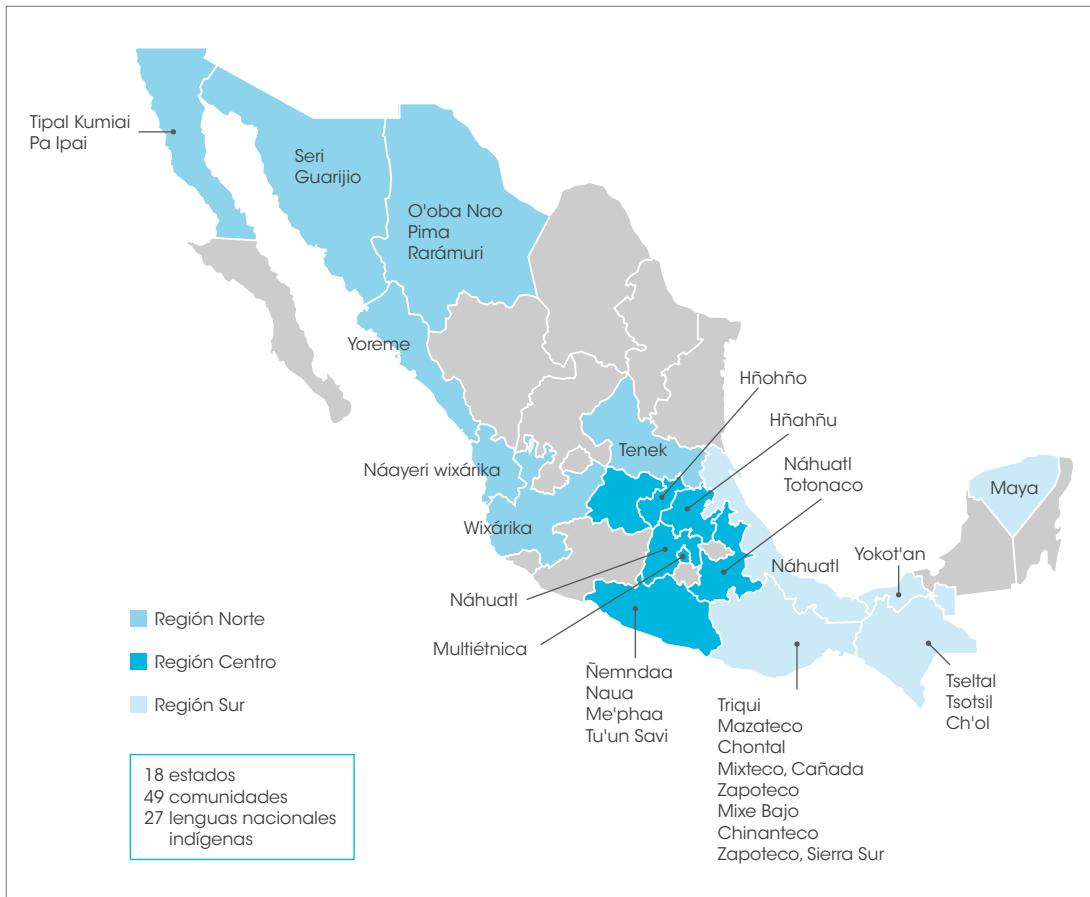 Tipal Kumiai
Pa Ipai
Seri
Guarijio
O'oba Nao
Pima
Rarámuri
Yoreme
Hñohño
Hñahñu
Tenek
Náayeri wixárika
Náhuatl
Totonaco
Maya
Wixárika
Yokot'an
Náhuatl
Náhuatl
Multiétnica
Región Norte
Región Centro
Región Sur
Ñemndaa
Naua
Me'phaa
Tu'un Savi
Triqui
Mazateco
Chontal
Mixteco, Cañada
Zapoteco
Mixe Bajo
Chinanteco
Zapoteco, Sierra Sur
Tseltal
Tsotsil
Ch'ol
18 estados
49 comunidades
27 lenguas nacionales
indígenas